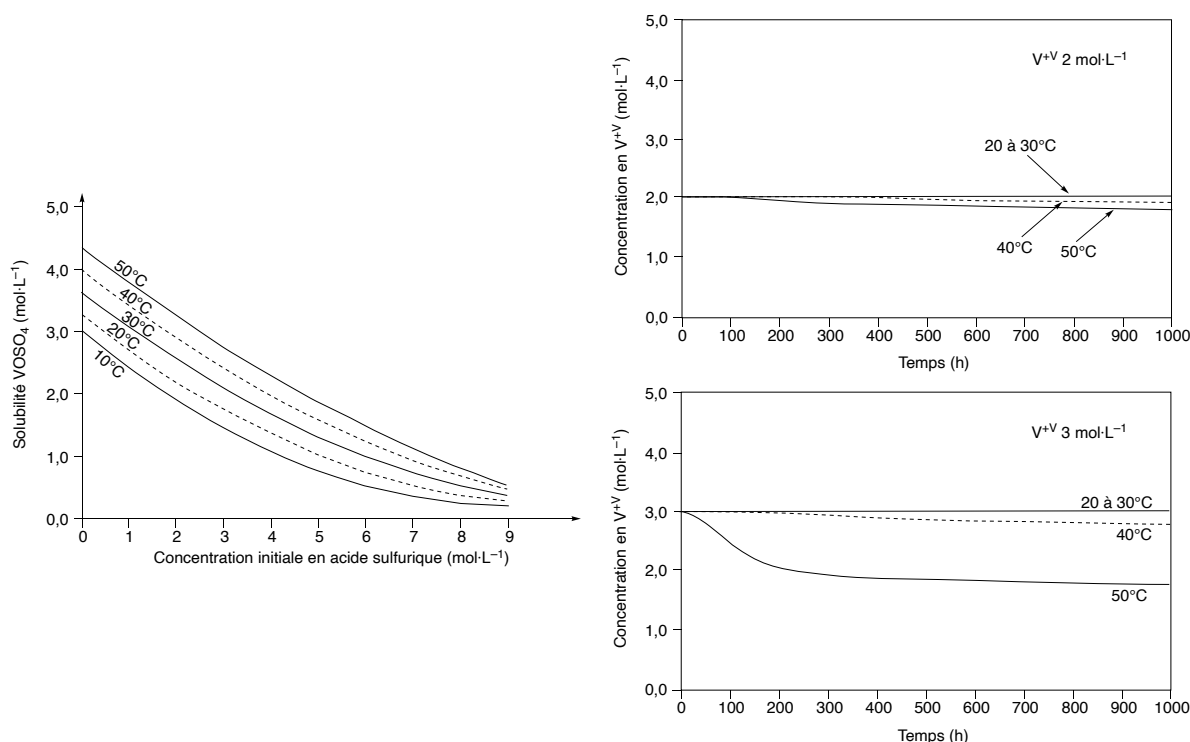 Solubilité VOSO4 (mol·L–1)
5,0
4,0
3,0
2,0
1,0
0,0
50°C
40°C
30°C
20°C
10°C
0 1 2 3 4 5 6 7 8 9
Concentration initiale en acide sulfurique (mol·L–1)
Concentration en V+V (mol·L–1)
5,0
4,0
3,0
2,0
1,0
0,0
V+V 2 mol·L–1
20 à 30°C
40°C
50°C
0 100 200 300 400 500 600 700 800 900 1000
Temps (h)
Concentration en V+V (mol·L–1)
5,0
4,0
3,0
2,0
1,0
0,0
V+V 3 mol·L–1
20 à 30°C
40°C
50°C
0 100 200 300 400 500 600 700 800 900 1000
Temps (h)